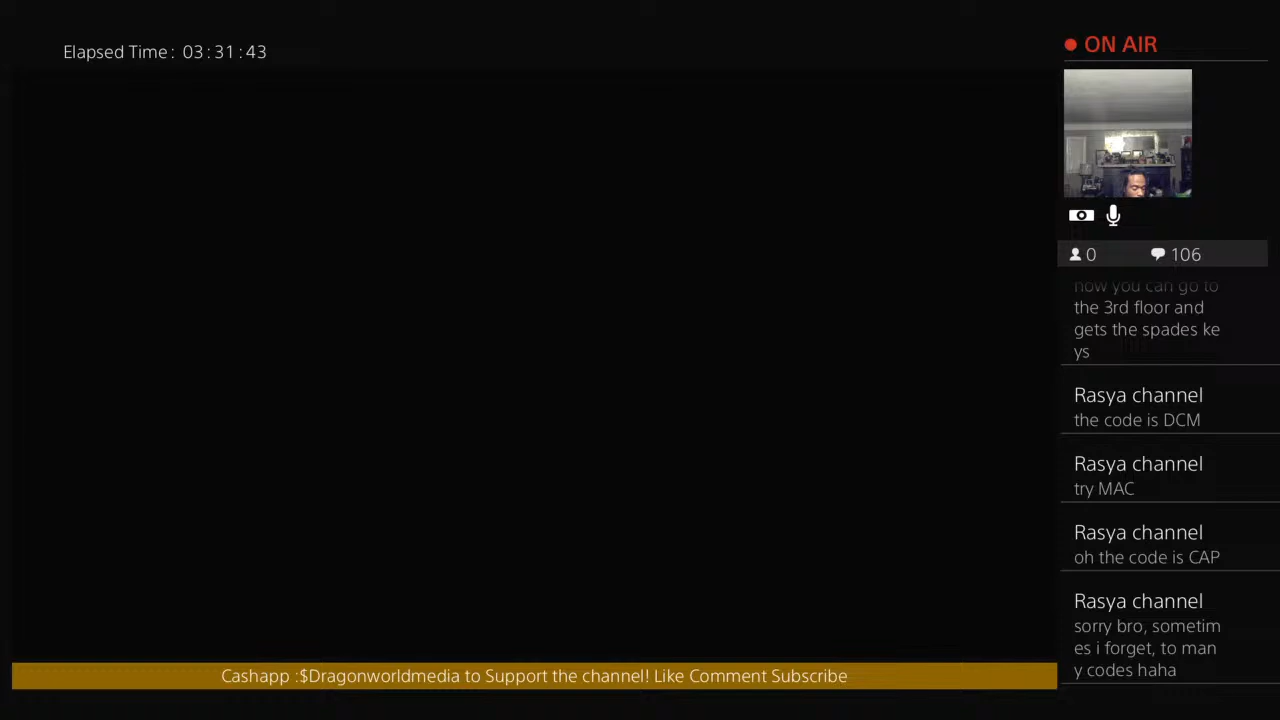 Elapsed Time: 03:31:43
ON AIR
0 106
now you can go to
the 3rd floor and
gets the spades ke
ys
Rasya channel
the code is DCM
Rasya channel
try MAC
Rasya channel
oh the code is CAP
Rasya channel
sorry bro, sometim
es i forget, to man
y codes haha
Cashapp :$Dragonworldmedia to Support the channel! Like Comment Subscribe